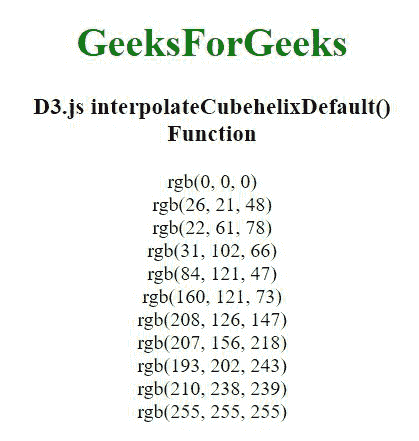 GeeksForGeeks
D3.js interpolateCubehelixDefault()
Function
rgb(0, 0, 0)
rgb(26, 21, 48)
rgb(22, 61, 78)
rgb(31, 102, 66)
rgb(84, 121, 47)
rgb(160, 121, 73)
rgb(208, 126, 147)
rgb(207, 156, 218)
rgb(193, 202, 243)
rgb(210, 238, 239)
rgb(255, 255, 255)